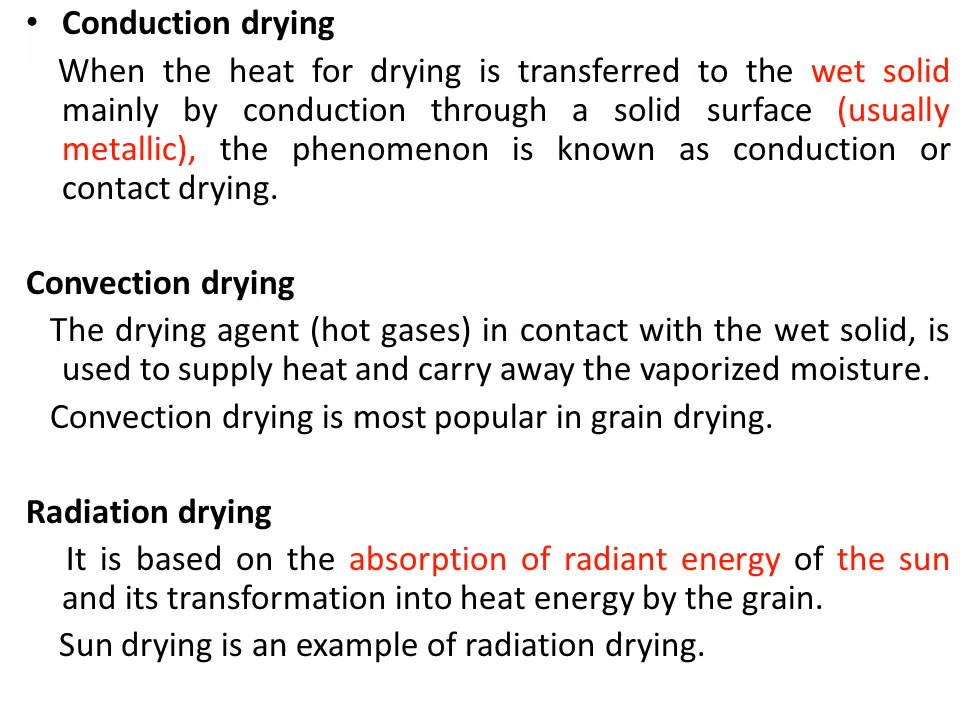 • Conduction drying
When the heat for drying is transferred to the wet solid
mainly by conduction through a solid surface (usually
metallic), the phenomenon is known as conduction or
contact drying.
Convection drying
The drying agent (hot gases) in contact with the wet solid, is
used to supply heat and carry away the vaporized moisture.
Convection drying is most popular in grain drying.
Radiation drying
It is based on the absorption of radiant energy of the sun
and its transformation into heat energy by the grain.
Sun drying is an example of radiation drying.